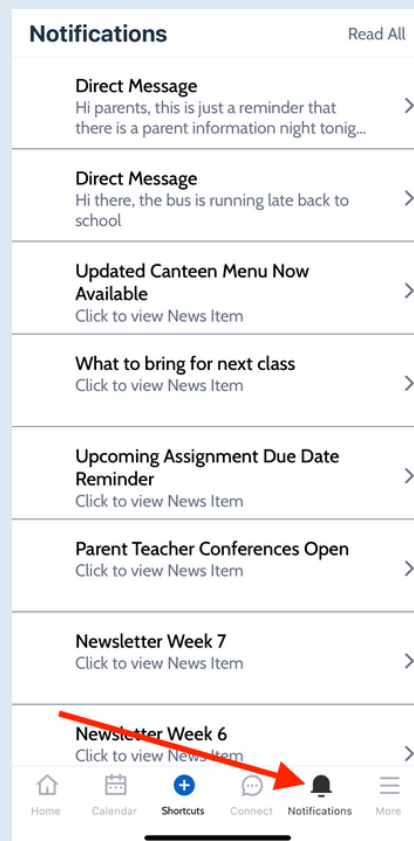 Notifications Read All
Direct Message
Hi parents, this is just a reminder that
there is a parent information night tonig...
Direct Message
Hi there, the bus is running late back to
school
Updated Canteen Menu Now
Available
Click to view News Item
What to bring for next class
Click to view News Item
Upcoming Assignment Due Date
Reminder
Click to view News Item
Parent Teacher Conferences Open
Click to view News Item
Newsletter Week 7
Click to view News Item
Newsletter Week 6
Click to view News Item
Home Calendar Shortcuts Connect Notifications More